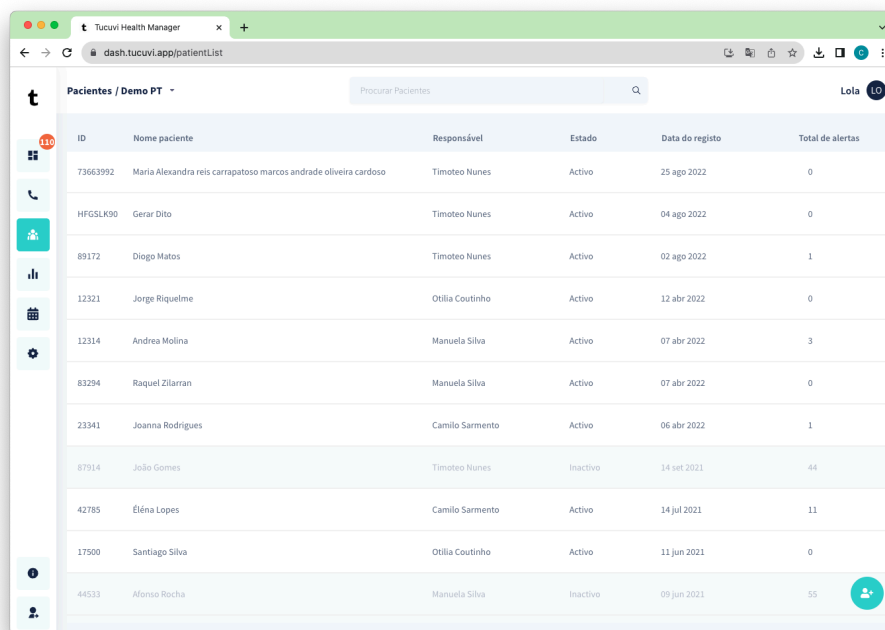 t Tucuvi Health Manager
dash.tucuvi.app/patientList
C
t
Pacientes / Demo PT
Procurar Pacientes
Lola LO
110
ID Nome paciente Responsável Estado Data do registo Total de alertas
73663992 Maria Alexandra reis carrapatoso marcos andrade oliveira cardoso Timoteo Nunes Activo 25 ago 2022 0
HFGSLK90 Gerar Dito Timoteo Nunes Activo 04 ago 2022 0
89172 Diogo Matos Timoteo Nunes Activo 02 ago 2022 1
12321 Jorge Riquelme Otilia Coutinho Activo 12 abr 2022 0
12314 Andrea Molina Manuela Silva Activo 07 abr 2022 3
83294 Raquel Zilarran Manuela Silva Activo 07 abr 2022 0
23341 Joanna Rodrigues Camilo Sarmento Activo 06 abr 2022 1
87914 João Gomes Timoteo Nunes Inactivo 14 set 2021 44
42785 Éléna Lopes Camilo Sarmento Activo 14 jul 2021 11
17500 Santiago Silva Otilia Coutinho Activo 11 jun 2021 0
44533 Afonso Rocha Manuela Silva Inactivo 09 jun 2021 55